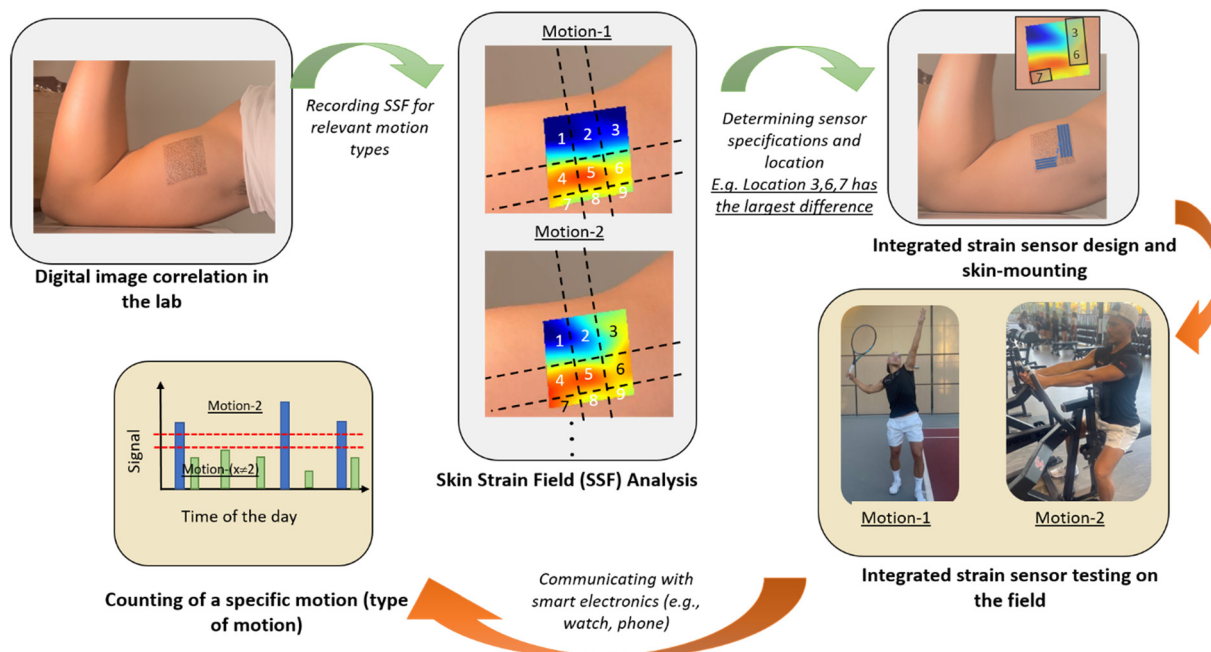 Recording SSF for
relevant motion
types
Digital image correlation in
the lab
Motion-1
1 2 3
4 5 6
7 8 9
Motion-2
1 2 3
4 5 6
7 8 9
Skin Strain Field (SSF) Analysis
Determining sensor
specifications and
location
E.g. Location 3,6,7 has
the largest difference
3
6
7
Integrated strain sensor design and
skin-mounting
Motion-1
Motion-2
Integrated strain sensor testing on
the field
Communicating with
smart electronics (e.g.,
watch, phone)
Signal
Motion-2
Motion-(x≠2)
Time of the day
Counting of a specific motion (type
of motion)